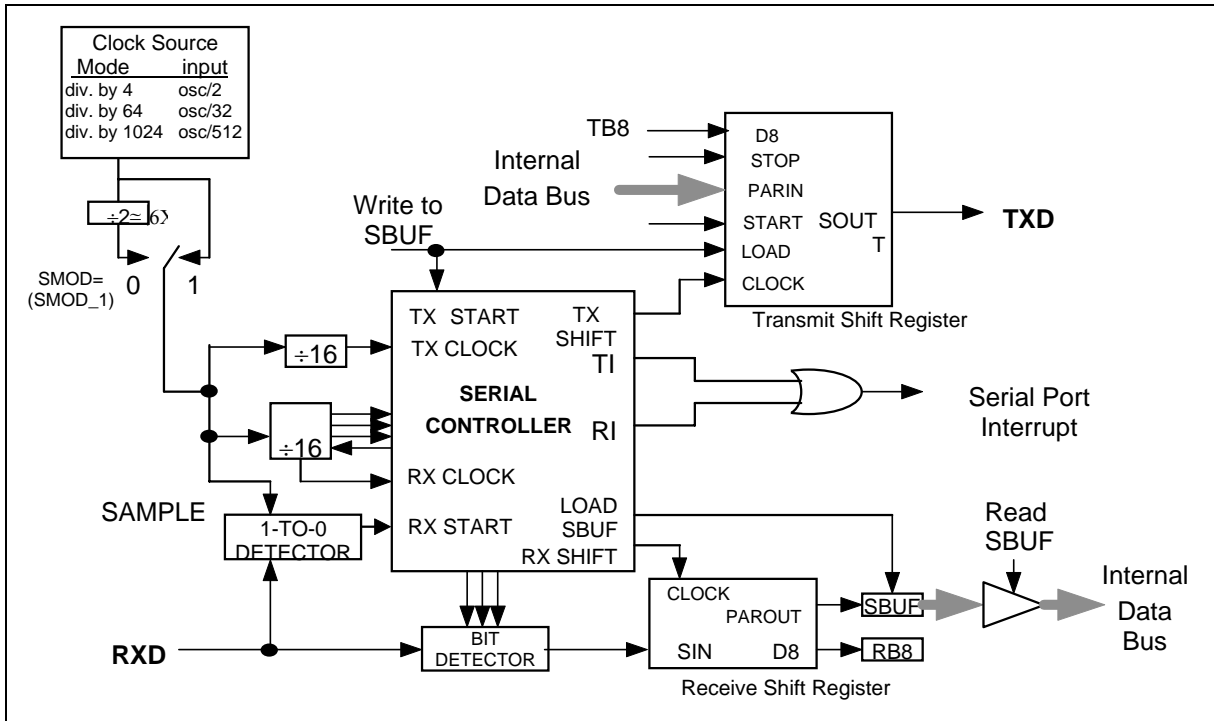 Clock Source
Mode input
div. by 4 osc/2
div. by 64 osc/32
div. by 1024 osc/512
÷2
SMOD=
(SMOD_1)
0 1
÷16
÷16
SAMPLE
1-TO-0
DETECTOR
RXD
BIT
DETECTOR
Write to
SBUF
TX START
TX CLOCK
SERIAL
CONTROLLER
RX CLOCK
RX START
TX
SHIFT
TI
RI
LOAD
SBUF
RX SHIFT
TB8
Internal
Data Bus
D8
STOP
PARIN
START
LOAD
CLOCK
SOUT
T
Transmit Shift Register
TXD
Serial Port
Interrupt
CLOCK
PAROUT
SIN D8
Receive Shift Register
SBUF
RB8
Read
SBUF
Internal
Data
Bus